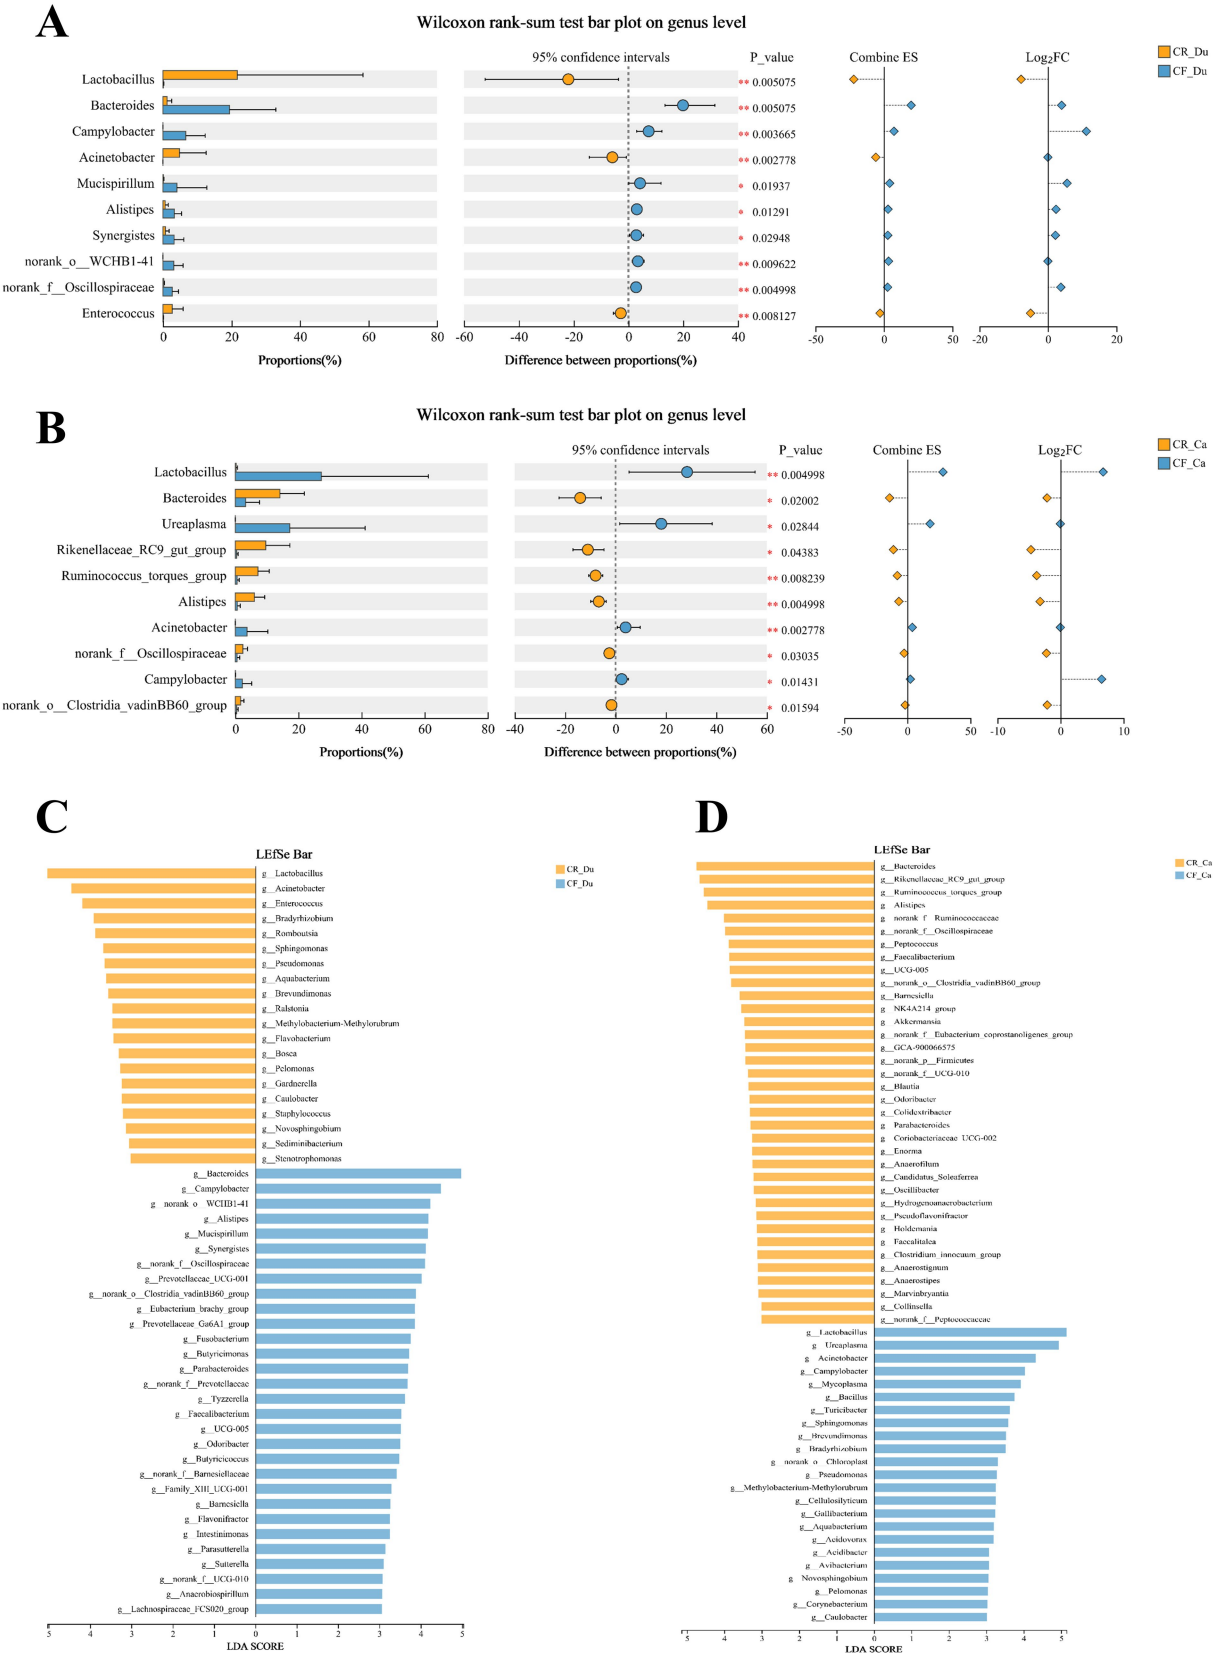 A
Wilcoxon rank-sum test bar plot on genus level
95% confidence intervals P_value Combine ES Log2FC
CR_Du
CF_Du
Lactobacillus ** 0.005075
Bacteroides ** 0.005075
Campylobacter ** 0.003665
Acinetobacter ** 0.002778
Mucispirillum * 0.01937
Alistipes * 0.01291
Synergistes * 0.02948
norank_o__WCHB1-41 ** 0.009622
norank_f__Oscillospiraceae ** 0.004998
Enterococcus ** 0.008127
0 20 40 60 80 -60 -40 -20 0 20 40 -50 0 50 -20 0 20
Proportions(%) Difference between proportions(%)
B
Wilcoxon rank-sum test bar plot on genus level
95% confidence intervals P_value Combine ES Log2FC
CR_Ca
CF_Ca
Lactobacillus ** 0.004998
Bacteroides * 0.02002
Ureaplasma * 0.02844
Rikenellaceae_RC9_gut_group * 0.04383
Ruminococcus_torques_group ** 0.008239
Alistipes ** 0.004998
Acinetobacter ** 0.002778
norank_f__Oscillospiraceae * 0.03035
Campylobacter * 0.01431
norank_o__Clostridia_vadinBB60_group * 0.01594
0 20 40 60 80 -40 -20 0 20 40 60 -50 0 50 -10 0 10
Proportions(%) Difference between proportions(%)
C
LEfSe Bar
CR_Du
CF_Du
g__Lactobacillus
g__Acinetobacter
g__Enterococcus
g__Bradyrhizobium
g__Romboutsia
g__Sphingomonas
g__Pseudomonas
g__Aquabacterium
g__Brevundimonas
g__Ralstonia
g__Methylobacterium-Methylorubrum
g__Flavobacterium
g__Bosea
g__Pelomonas
g__Gardnerella
g__Caulobacter
g__Staphylococcus
g__Novosphingobium
g__Sediminibacterium
g__Stenotrophomonas
g__Bacteroides
g__Campylobacter
g__norank_o__WCHB1-41
g__Alistipes
g__Mucispirillum
g__Synergistes
g__norank_f__Oscillospiraceae
g__Prevotellaceae_UCG-001
g__norank_o__Clostridia_vadinBB60_group
g__Eubacterium_brachy_group
g__Prevotellaceae_Ga6A1_group
g__Fusobacterium
g__Butyricimonas
g__Parabacteroides
g__norank_f__Prevotellaceae
g__Tyzzerella
g__Faecalibacterium
g__UCG-005
g__Odoribacter
g__Butyricicoccus
g__norank_f__Barnesiellaceae
g__Family_XIII_UCG-001
g__Barnesiella
g__Flavonifractor
g__Intestinimonas
g__Parasutterella
g__Sutterella
g__norank_f__UCG-010
g__Anaerobiospirillum
g__Lachnospiraceae_FCS020_group
5 4 3 2 1 0 1 2 3 4 5
LDA SCORE
D
LEfSe Bar
CR_Ca
CF_Ca
g__Bacteroides
g__Rikenellaceae_RC9_gut_group
g__Ruminococcus_torques_group
g__Alistipes
g__norank_f__Ruminococcaceae
g__norank_f__Oscillospiraceae
g__Peptococcus
g__Faecalibacterium
g__UCG-005
g__norank_o__Clostridia_vadinBB60_group
g__Barnesiella
g__NK4A214_group
g__Akkermansia
g__norank_f__Eubacterium_coprostanoligenes_group
g__GCA-900066575
g__norank_p__Firmicutes
g__norank_f__UCG-010
g__Blautia
g__Odoribacter
g__Colidextribacter
g__Parabacteroides
g__Coriobacteriaceae_UCG-002
g__Enorma
g__Anaerofilum
g__Candidatus_Soleaferrea
g__Oscillibacter
g__Hydrogenoanaerobacterium
g__Pseudoflavonifractor
g__Holdemania
g__Faecalitalea
g__Clostridium_innocuum_group
g__Anaerostignum
g__Anaerostipes
g__Marvinbryantia
g__Collinsella
g__norank_f__Peptococcaceae
g__Lactobacillus
g__Ureaplasma
g__Acinetobacter
g__Campylobacter
g__Mycoplasma
g__Bacillus
g__Turicibacter
g__Sphingomonas
g__Brevundimonas
g__Bradyrhizobium
g__norank_o__Chloroplast
g__Pseudomonas
g__Methylobacterium-Methylorubrum
g__Cellulosilyticum
g__Gallibacterium
g__Aquabacterium
g__Acidovorax
g__Acidibacter
g__Avibacterium
g__Novosphingobium
g__Pelomonas
g__Corynebacterium
g__Caulobacter
5 4 3 2 1 0 1 2 3 4 5
LDA SCORE